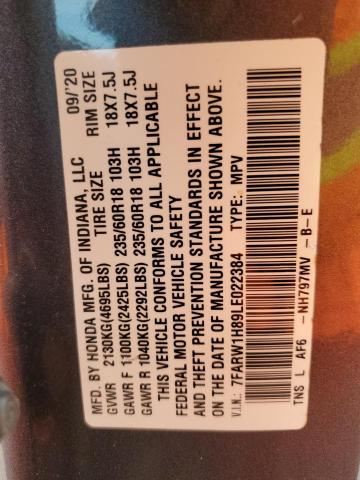 MFD. BY HONDA MFG. OF INDIANA, LLC 09/'20
GVWR 2130KG(4695LBS) TIRE SIZE RIM SIZE
GAWR F 1100KG(2425LBS) 235/60R18 103H 18X7.5J
GAWR R 1040KG(2292LBS) 235/60R18 103H 18X7.5J
THIS VEHICLE CONFORMS TO ALL APPLICABLE
FEDERAL MOTOR VEHICLE SAFETY
AND THEFT PREVENTION STANDARDS IN EFFECT
ON THE DATE OF MANUFACTURE SHOWN ABOVE.
V.I.N.: 7FARW1H89LE022384 TYPE: MPV
TNS L AF6 -NH797MV -B-E